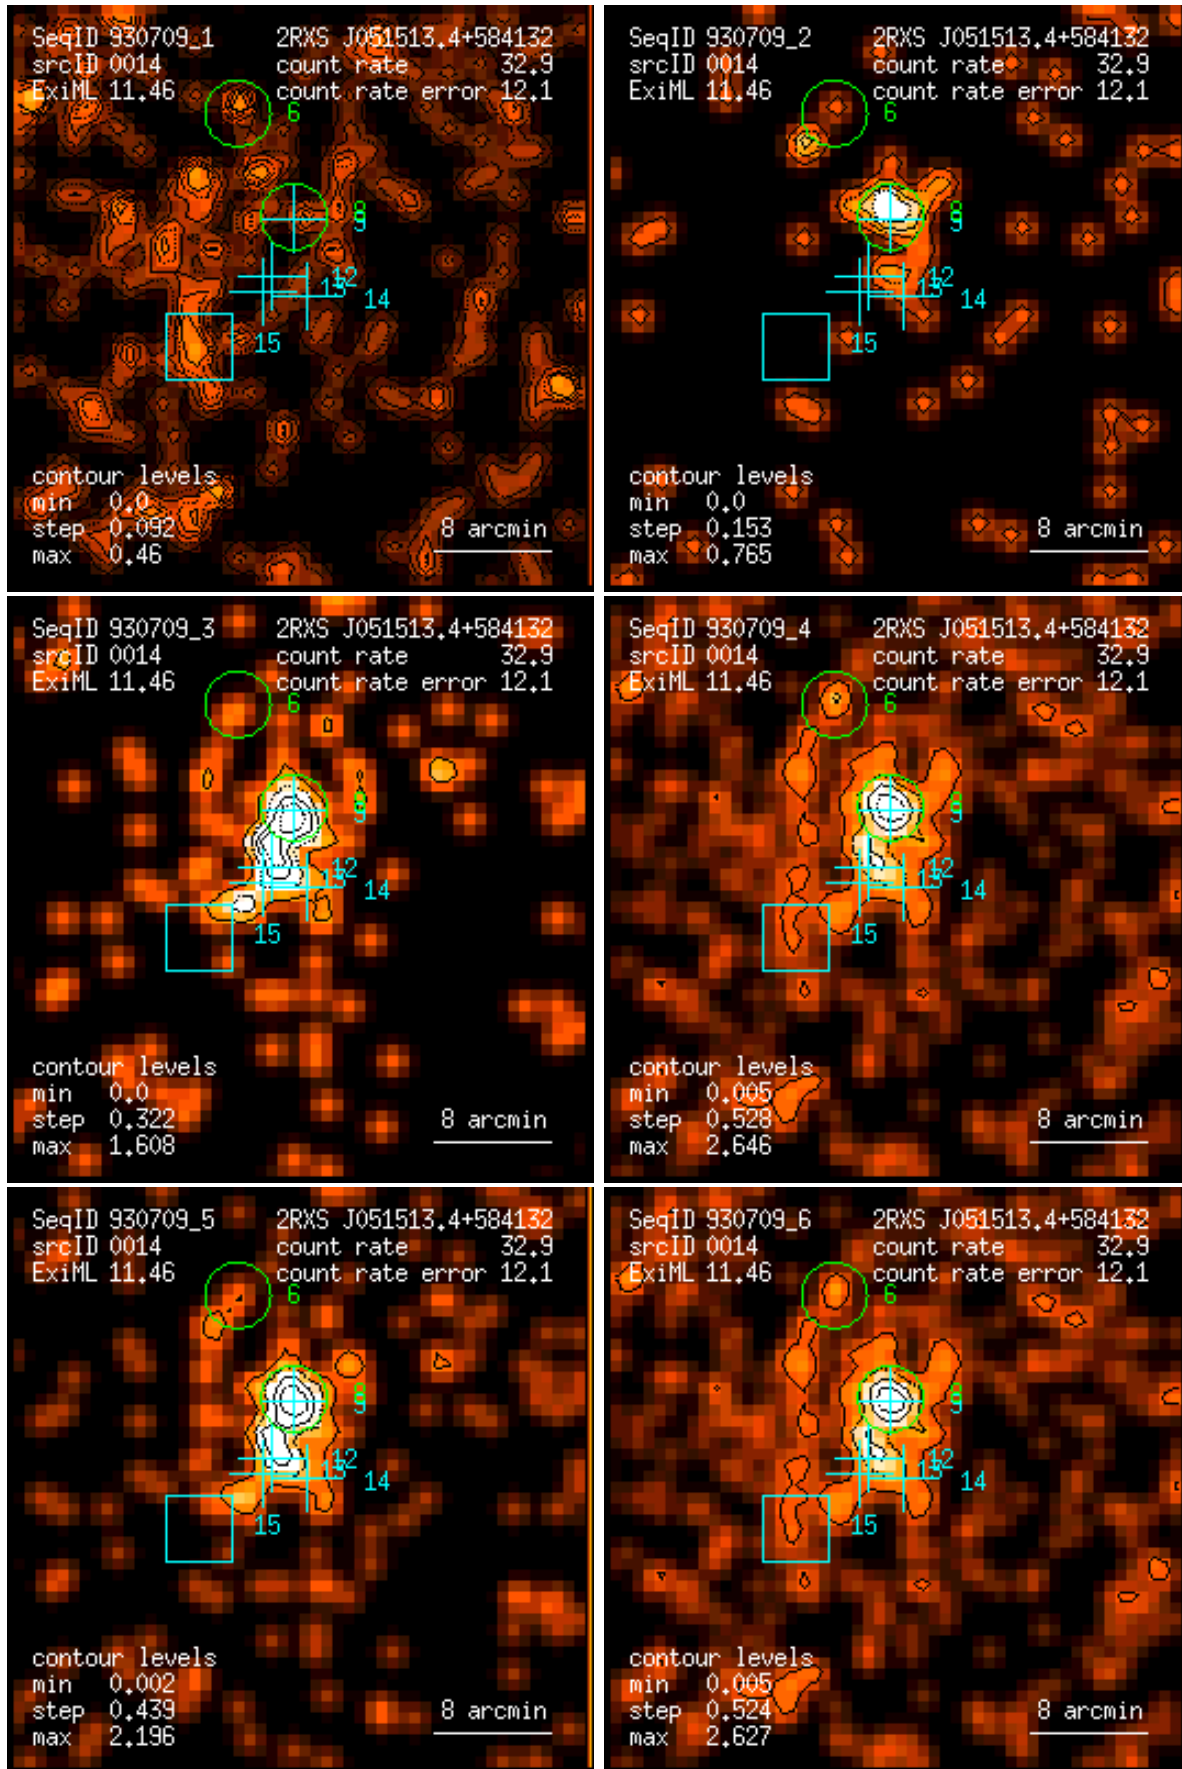 SeqID 930709_1 2RXS J051513.4+584132
srcID 0014 count rate 32.9
ExiML 11.46 count rate error 12.1
6
9
12
14
15
contour levels
min 0.0
step 0.092
max 0.46
8 arcmin
SeqID 930709_2 2RXS J051513.4+584132
srcID 0014 count rate 32.9
ExiML 11.46 count rate error 12.1
6
9
12
14
15
contour levels
min 0.0
step 0.153
max 0.765
8 arcmin
SeqID 930709_3 2RXS J051513.4+584132
srcID 0014 count rate 32.9
ExiML 11.46 count rate error 12.1
6
9
12
14
15
contour levels
min 0.0
step 0.322
max 1.608
8 arcmin
SeqID 930709_4 2RXS J051513.4+584132
srcID 0014 count rate 32.9
ExiML 11.46 count rate error 12.1
6
9
12
14
15
contour levels
min 0.005
step 0.528
max 2.646
8 arcmin
SeqID 930709_5 2RXS J051513.4+584132
srcID 0014 count rate 32.9
ExiML 11.46 count rate error 12.1
6
9
12
14
15
contour levels
min 0.002
step 0.439
max 2.196
8 arcmin
SeqID 930709_6 2RXS J051513.4+584132
srcID 0014 count rate 32.9
ExiML 11.46 count rate error 12.1
6
9
12
14
15
contour levels
min 0.005
step 0.524
max 2.627
8 arcmin